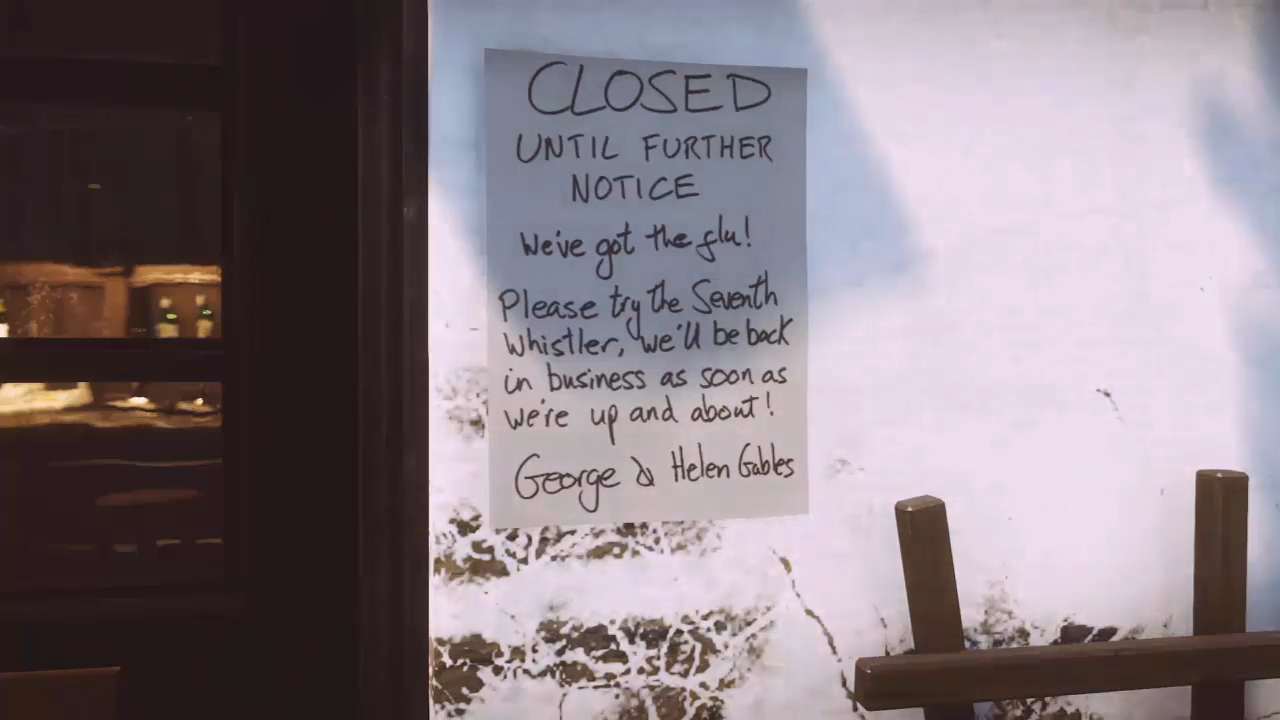 CLOSED
UNTIL FURTHER
NOTICE
We've got the flu!
Please try the Seventh
Whistler, we'll be back
in business as soon as
we're up and about!
George & Helen Gables